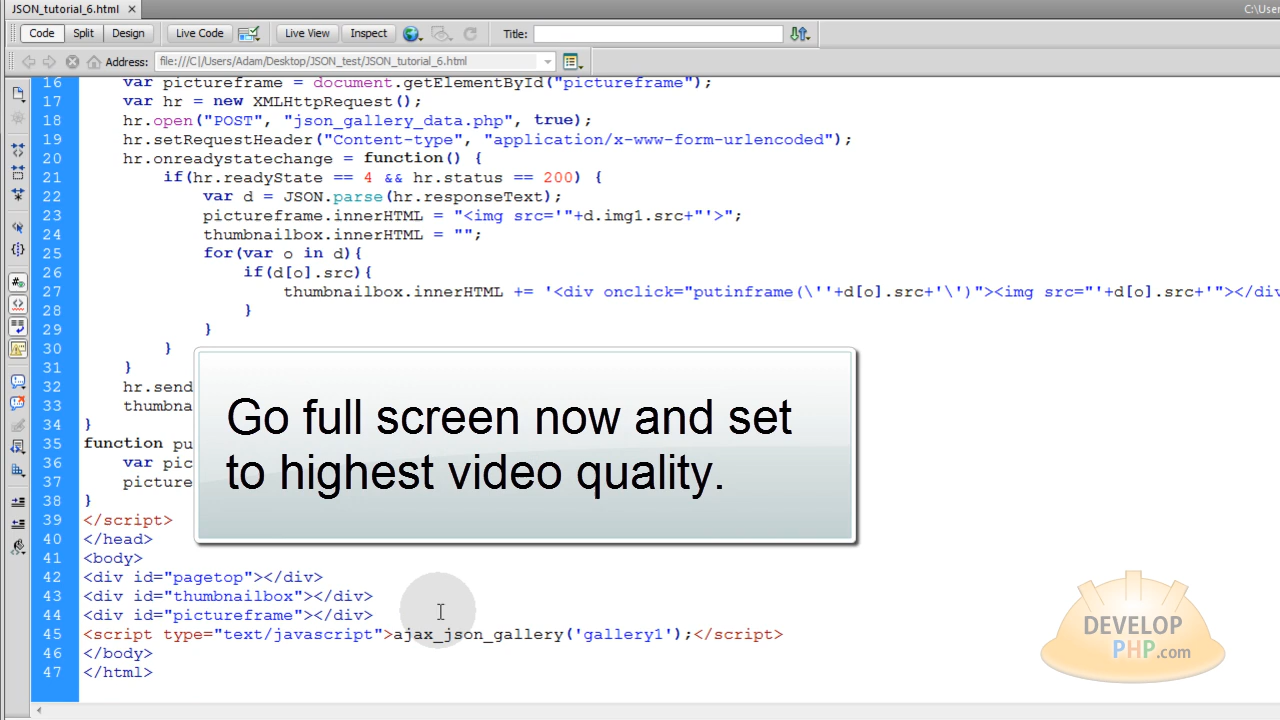 JSON_tutorial_6.html ×
C:\Users
Code Split Design Live Code Live View Inspect Title:
Address: file:///C|/Users/Adam/Desktop/JSON_test/JSON_tutorial_6.html
16 var pictureframe = document.getElementById("pictureframe");
17 var hr = new XMLHttpRequest();
18 hr.open("POST", "json_gallery_data.php", true);
19 hr.setRequestHeader("Content-type", "application/x-www-form-urlencoded");
20 hr.onreadystatechange = function() {
21 if(hr.readyState == 4 && hr.status == 200) {
22 var d = JSON.parse(hr.responseText);
23 pictureframe.innerHTML = "<img src='"+d.img1.src+"'>";
24 thumbnailbox.innerHTML = "";
25 for(var o in d){
26 if(d[o].src){
27 thumbnailbox.innerHTML += '<div onclick="putinframe(\''+d[o].src+'\')"><img src="'+d[o].src+'"></di
28 }
29 }
30 }
31 }
32 hr.send
33 thumbna
34 }
35 function pu
36 var pic
37 picture
38 }
39 </script>
40 </head>
41 <body>
42 <div id="pagetop"></div>
43 <div id="thumbnailbox"></div>
44 <div id="pictureframe"></div>
45 <script type="text/javascript">ajax_json_gallery('gallery1');</script>
46 </body>
47 </html>
Go full screen now and set
to highest video quality.
DEVELOP
PHP.com